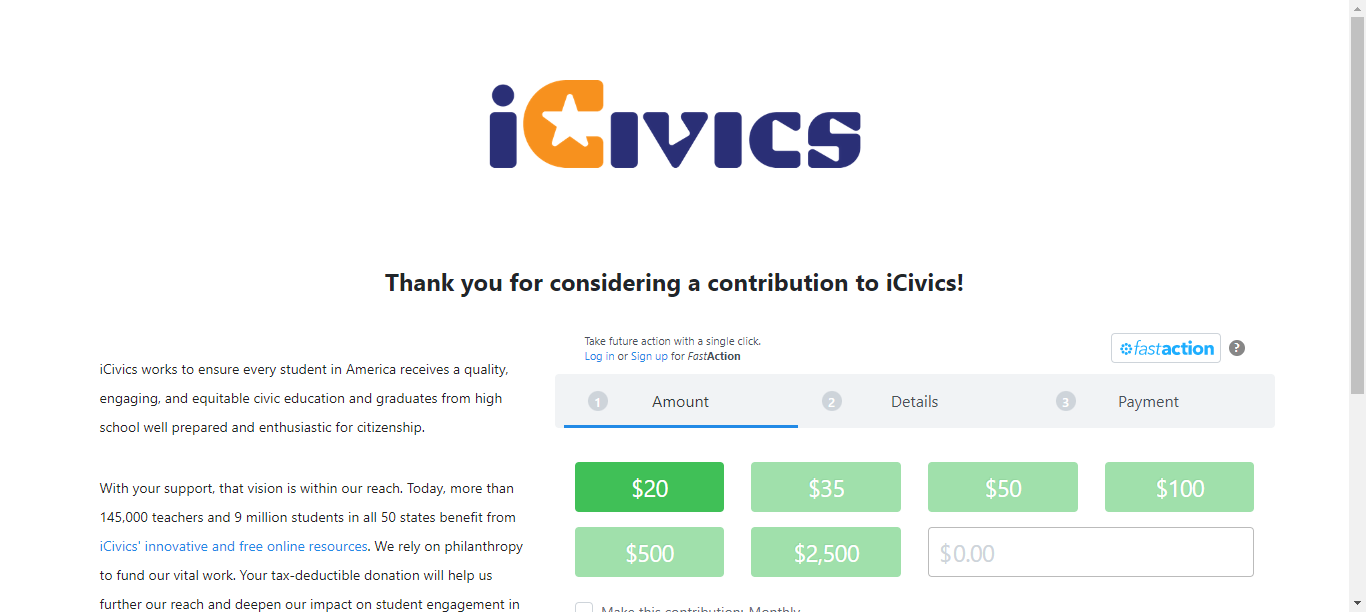 iCivics
Thank you for considering a contribution to iCivics!
iCivics works to ensure every student in America receives a quality,
engaging, and equitable civic education and graduates from high
school well prepared and enthusiastic for citizenship.
With your support, that vision is within our reach. Today, more than
145,000 teachers and 9 million students in all 50 states benefit from
iCivics' innovative and free online resources. We rely on philanthropy
to fund our vital work. Your tax-deductible donation will help us
further our reach and deepen our impact on student engagement in
Take future action with a single click.
Log in or Sign up for FastAction
fastaction ?
1 Amount 2 Details 3 Payment
$20 $35 $50 $100
$500 $2,500 $0.00
Make this contribution: Monthly